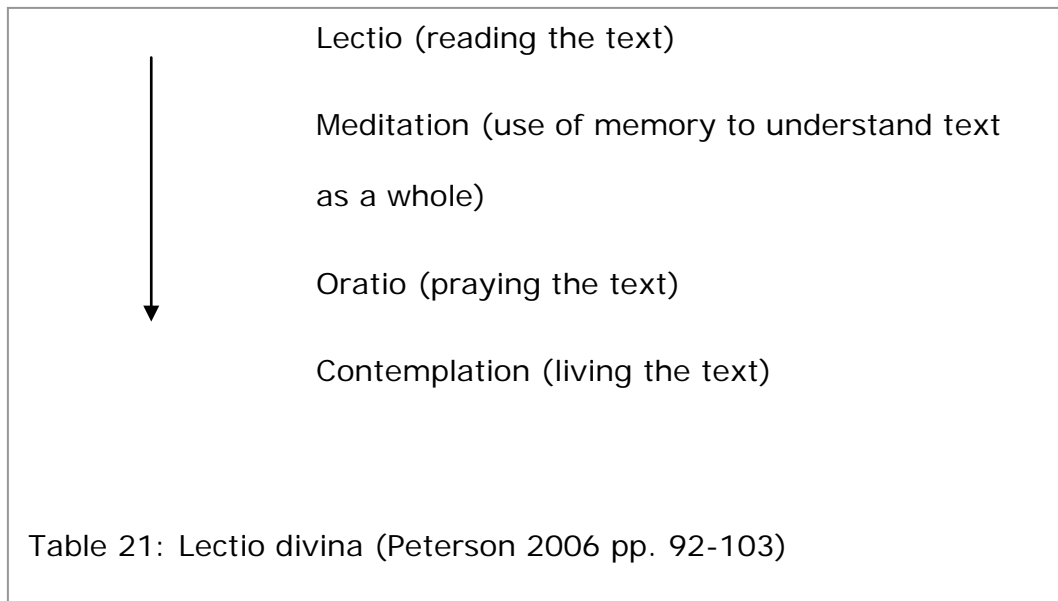 Lectio (reading the text)
Meditation (use of memory to understand text
as a whole)
Oratio (praying the text)
Contemplation (living the text)
Table 21: Lectio divina (Peterson 2006 pp. 92-103)